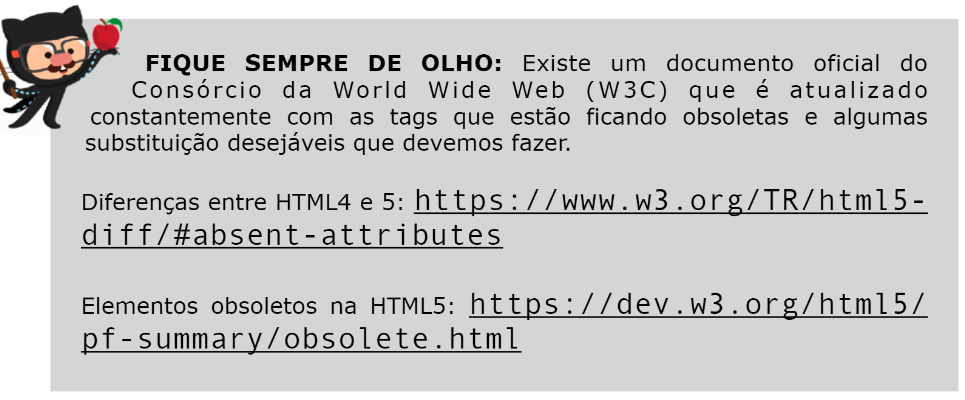 FIQUE SEMPRE DE OLHO: Existe um documento oficial do
Consórcio da World Wide Web (W3C) que é atualizado
constantemente com as tags que estão ficando obsoletas e algumas
substituição desejáveis que devemos fazer.
Diferenças entre HTML4 e 5: https://www.w3.org/TR/html5-
diff/#absent-attributes
Elementos obsoletos na HTML5: https://dev.w3.org/html5/
pf-summary/obsolete.html